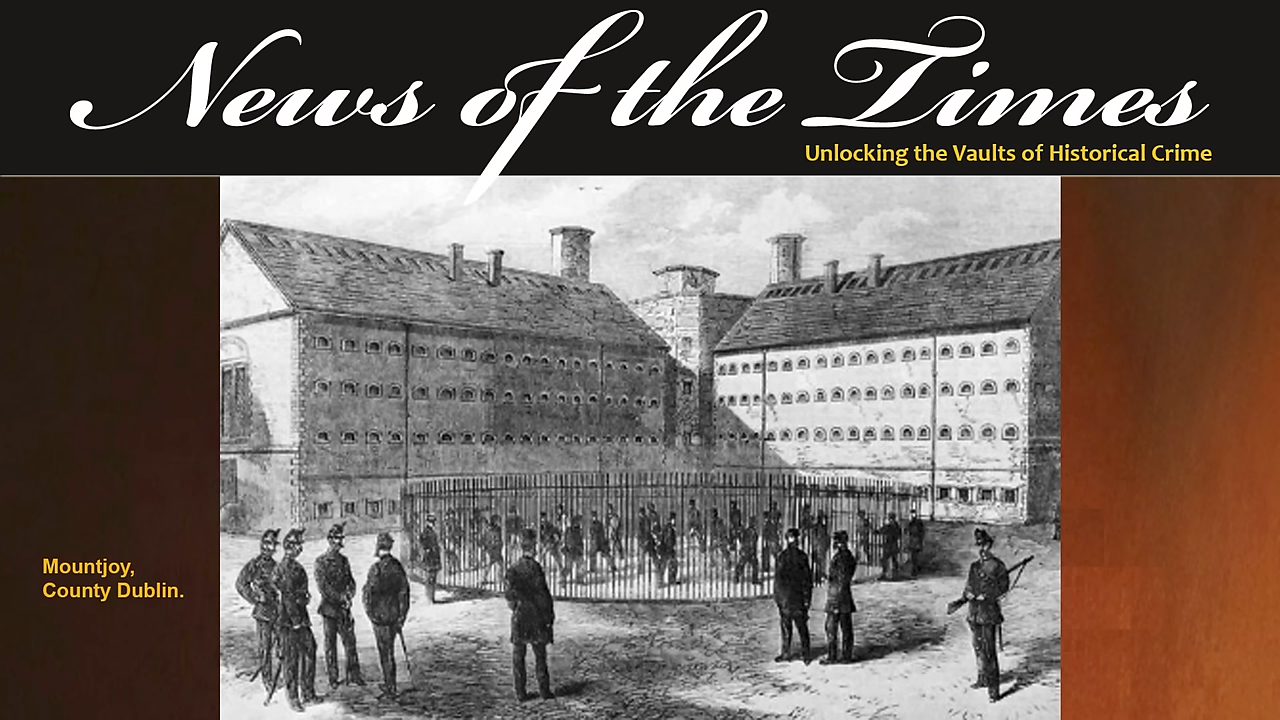 News of the Times
Unlocking the Vaults of Historical Crime
Mountjoy,
County Dublin.